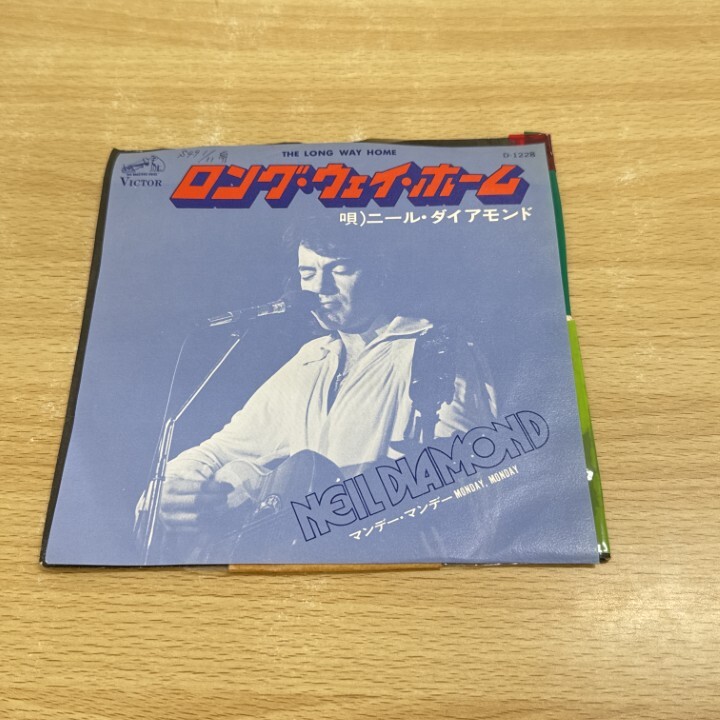 THE LONG WAY HOME
D-1228
VICTOR
ロング・ウェイ・ホーム
唄)ニール・ダイアモンド
NEIL DIAMOND
マンデー・マンデー MONDAY, MONDAY